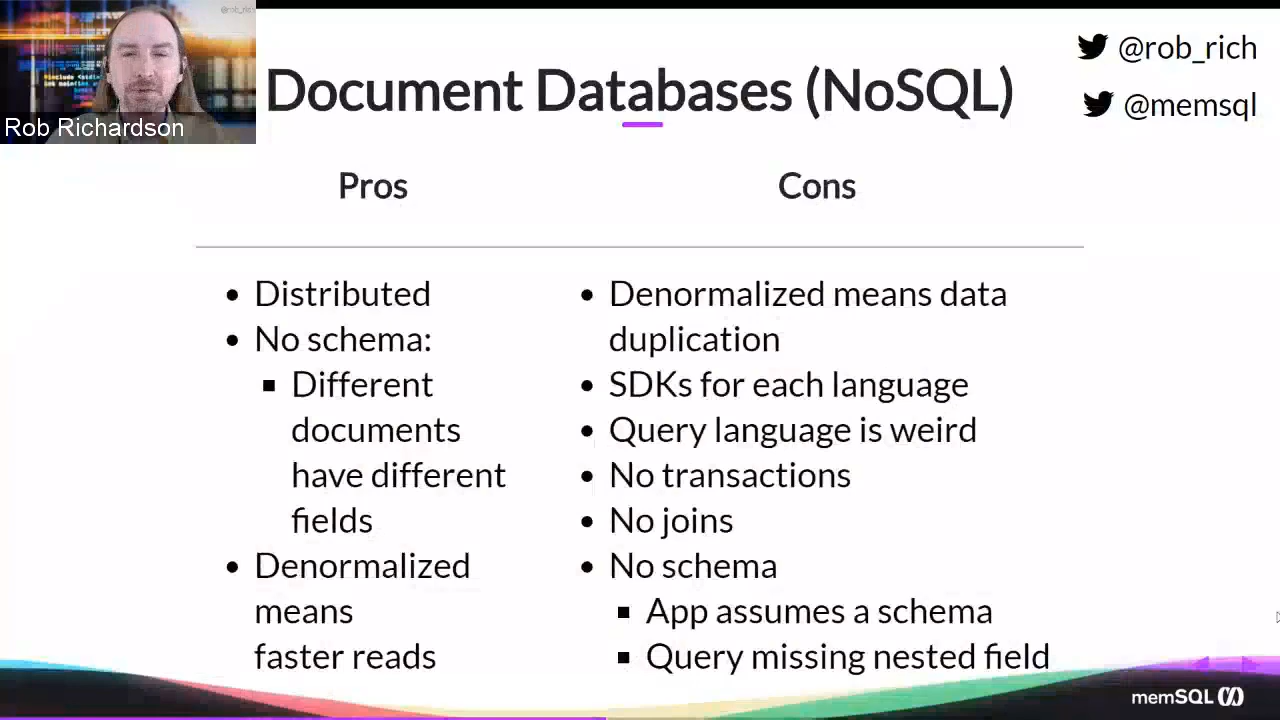 @rob_rich
Rob Richardson
Document Databases (NoSQL)
@rob_rich
@memsql
Pros
Cons
• Distributed
• No schema:
▪ Different
documents
have different
fields
• Denormalized
means
faster reads
• Denormalized means data
duplication
• SDKs for each language
• Query language is weird
• No transactions
• No joins
• No schema
▪ App assumes a schema
▪ Query missing nested field
memSQL